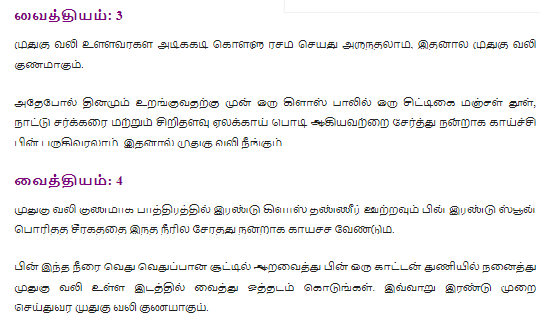 வைத்தியம்: 3
முதுகு வலி உள்ளவர்கள் அடிக்கடி கொள்ளு ரசம் செய்து அருந்தலாம், இதனால் முதுகு வலி
குணமாகும்.
அதேபோல் தினமும் உறங்குவதற்கு முன் ஒரு கிளாஸ் பாலில் ஒரு சிட்டிகை மஞ்சள் தூள்,
நாட்டு சர்க்கரை மற்றும் சிறிதளவு ஏலக்காய் பொடி ஆகியவற்றை சேர்த்து நன்றாக காய்ச்சி
பின் பருகிவரலாம். இதனால் முதுகு வலி நீங்கும்.
வைத்தியம்: 4
முதுகு வலி குணமாக பாத்திரத்தில் இரண்டு கிளாஸ் தண்ணீர் ஊற்றவும் பின் இரண்டு ஸ்பூன்
பொரித்த சீரகத்தை இந்த நீரில் சேர்த்து நன்றாக காய்ச்ச வேண்டும்.
பின் இந்த நீரை வெது வெதுப்பான சூட்டில் ஆறவைத்து பின் ஒரு காட்டன் துணியில் நனைத்து
முதுகு வலி உள்ள இடத்தில் வைத்து ஒத்தடம் கொடுங்கள். இவ்வாறு இரண்டு முறை
செய்துவர முதுகு வலி குணமாகும்.